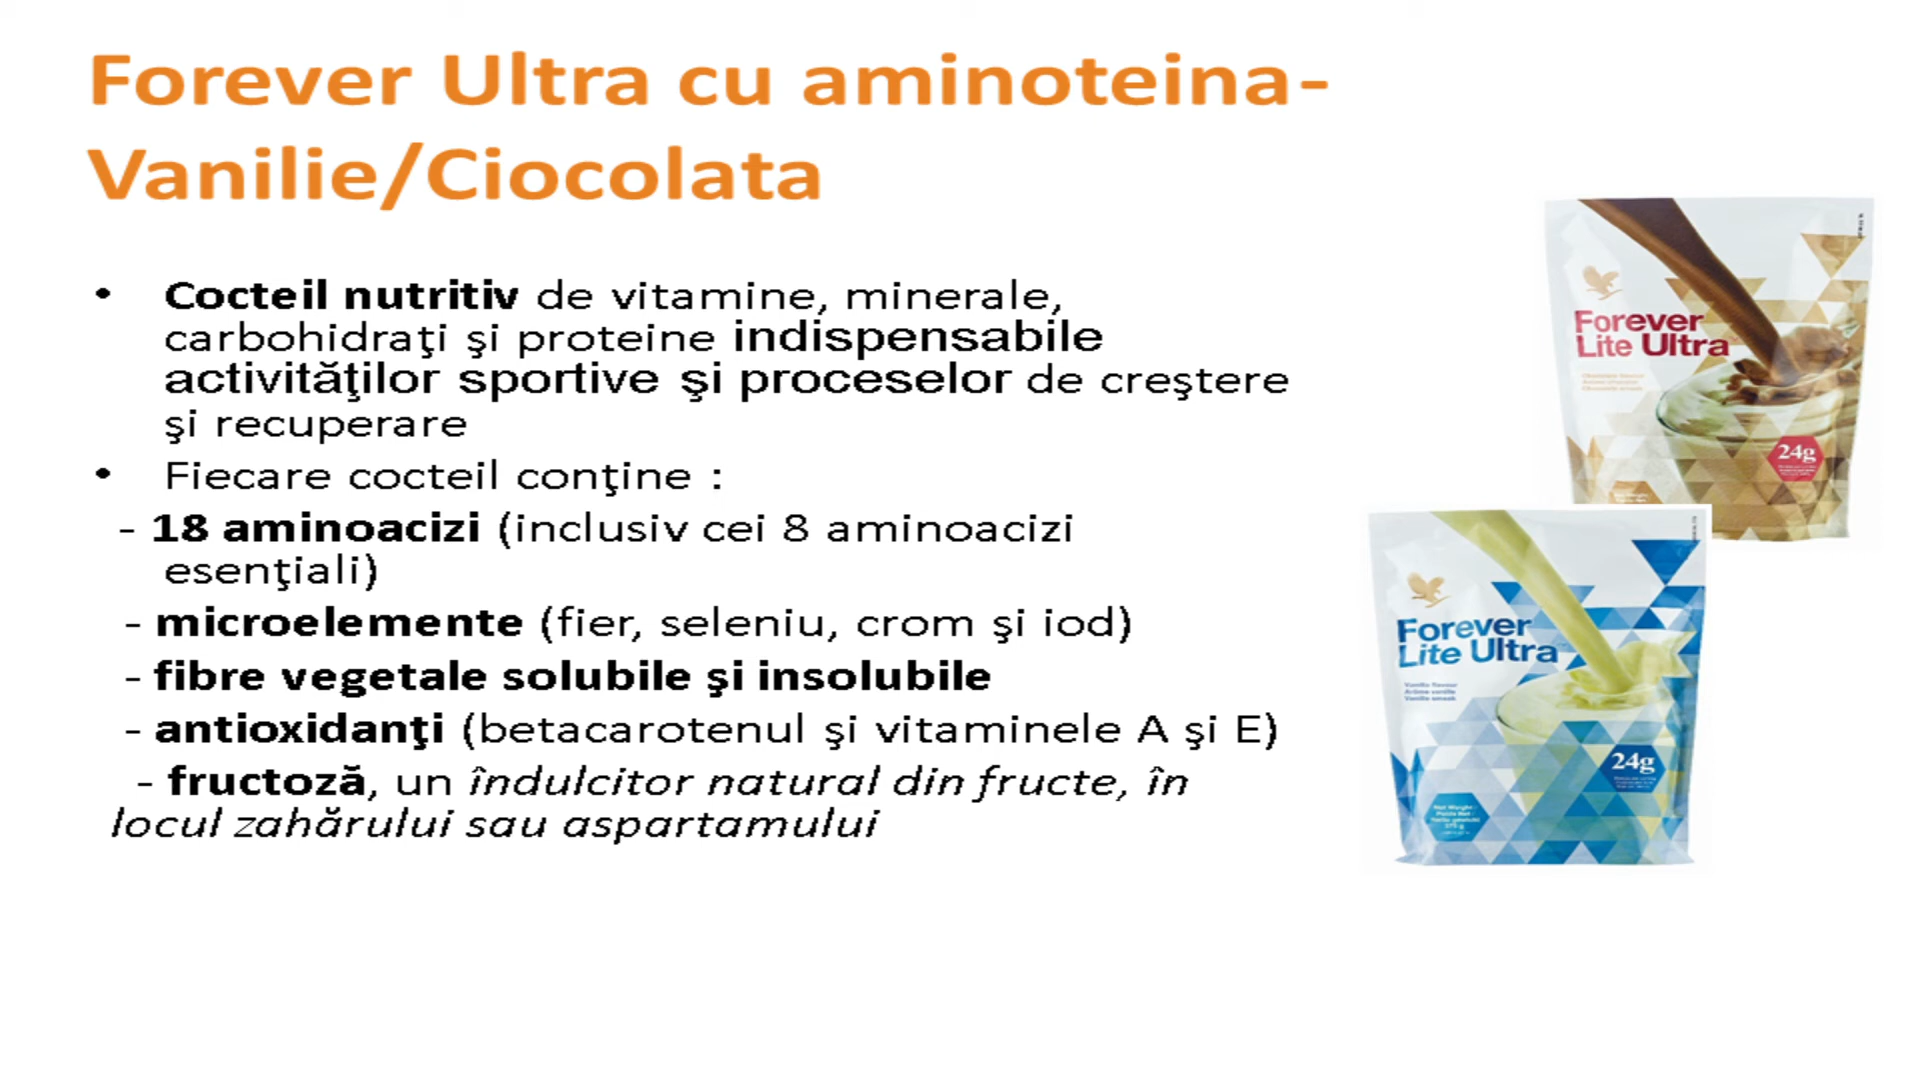 Forever Ultra cu aminoteina-
Vanilie/Ciocolata
• Cocteil nutritiv de vitamine, minerale,
carbohidraţi şi proteine indispensabile
activităţilor sportive şi proceselor de creştere
şi recuperare
• Fiecare cocteil conţine :
- 18 aminoacizi (inclusiv cei 8 aminoacizi
esenţiali)
- microelemente (fier, seleniu, crom şi iod)
- fibre vegetale solubile şi insolubile
- antioxidanţi (betacarotenul şi vitaminele A şi E)
- fructoză, un îndulcitor natural din fructe, în
locul zahărului sau aspartamului
Forever
Lite Ultra
24g
Forever
Lite Ultra
24g